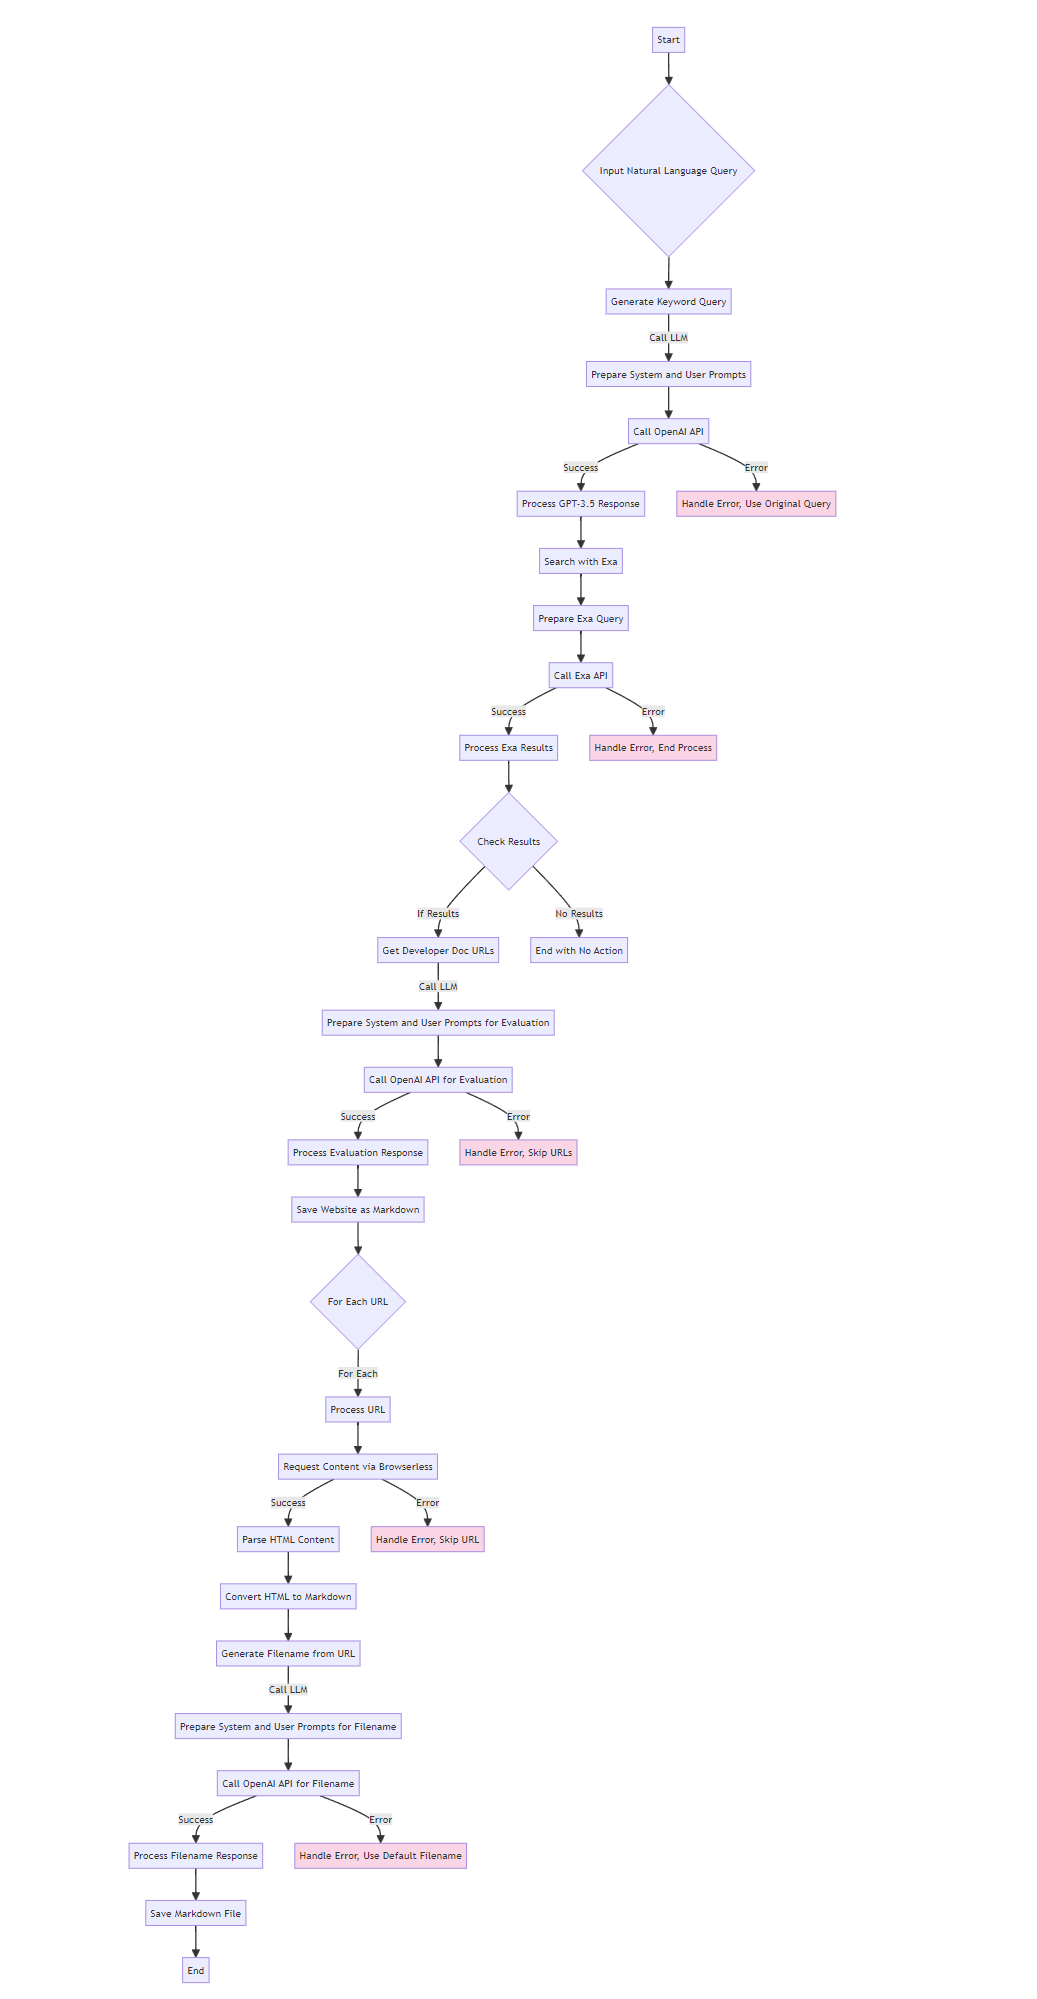 Start
Input Natural Language Query
Generate Keyword Query
Call LLM
Prepare System and User Prompts
Call OpenAI API
Success
Error
Process GPT-3.5 Response
Handle Error, Use Original Query
Search with Exa
Prepare Exa Query
Call Exa API
Success
Error
Process Exa Results
Handle Error, End Process
Check Results
If Results
No Results
Get Developer Doc URLs
End with No Action
Call LLM
Prepare System and User Prompts for Evaluation
Call OpenAI API for Evaluation
Success
Error
Process Evaluation Response
Handle Error, Skip URLs
Save Website as Markdown
For Each URL
For Each
Process URL
Request Content via Browserless
Success
Error
Parse HTML Content
Handle Error, Skip URL
Convert HTML to Markdown
Generate Filename from URL
Call LLM
Prepare System and User Prompts for Filename
Call OpenAI API for Filename
Success
Error
Process Filename Response
Handle Error, Use Default Filename
Save Markdown File
End